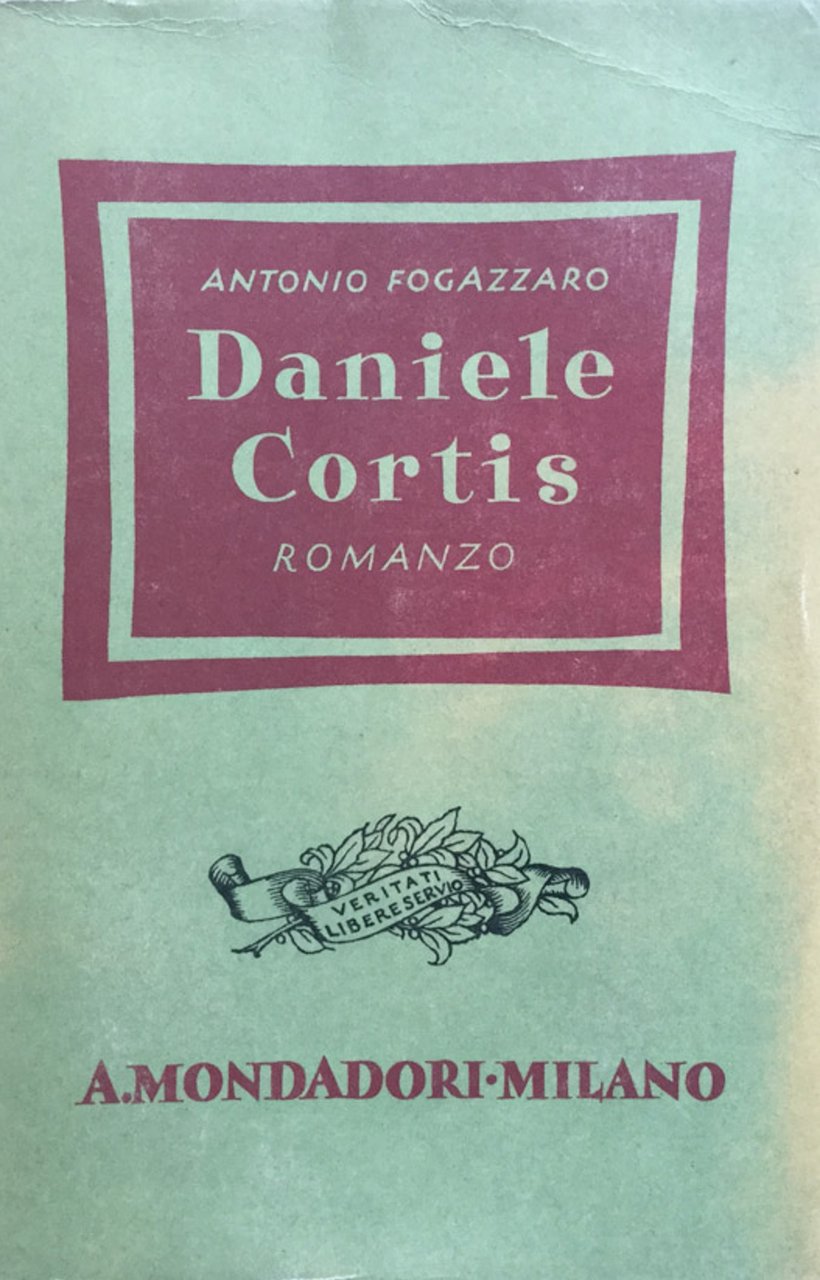 ANTONIO FOGAZZARO
Daniele
Cortis
ROMANZO
VERITATI
LIBERE SERVIO
A.MONDADORI·MILANO